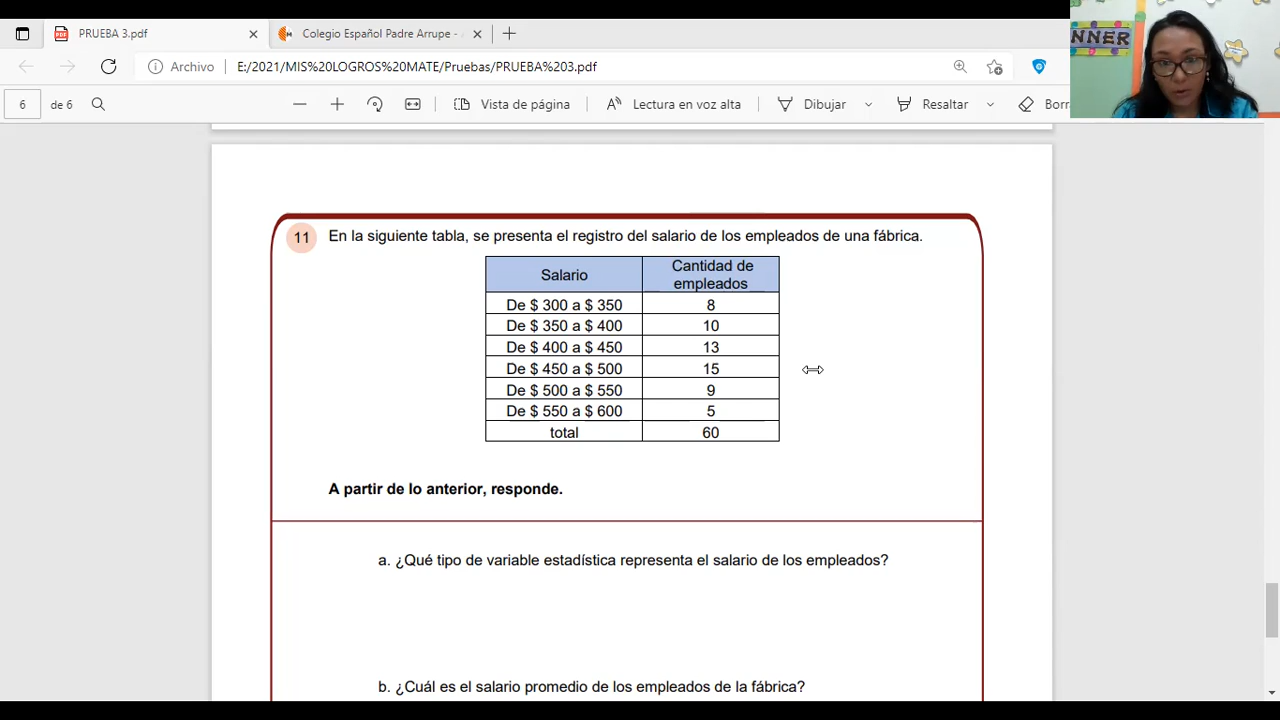 PRUEBA 3.pdf
Colegio Español Padre Arrupe -
Archivo
E:/2021/MIS%20LOGROS%20MATE/Pruebas/PRUEBA%203.pdf
NNER
6
de 6
Vista de página
Lectura en voz alta
Dibujar
Resaltar
Borra
11
En la siguiente tabla, se presenta el registro del salario de los empleados de una fábrica.
Salario
Cantidad de
empleados
De $ 300 a $ 350 8
De $ 350 a $ 400 10
De $ 400 a $ 450 13
De $ 450 a $ 500 15
De $ 500 a $ 550 9
De $ 550 a $ 600 5
total 60
A partir de lo anterior, responde.
a. ¿Qué tipo de variable estadística representa el salario de los empleados?
b. ¿Cuál es el salario promedio de los empleados de la fábrica?